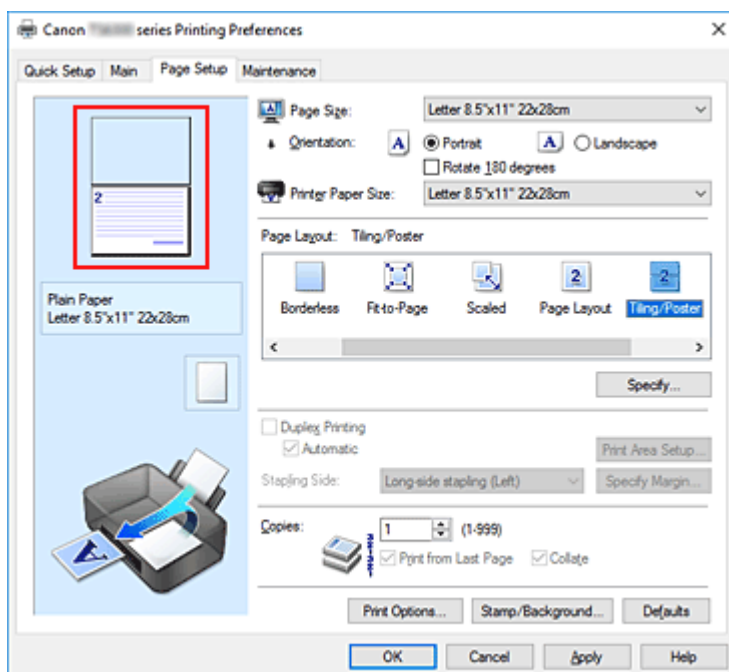 Canon series Printing Preferences
Quick Setup Main Page Setup Maintenance
2
Plain Paper
Letter 8.5"x11" 22x28cm
Page Size: Letter 8.5"x11" 22x28cm
Orientation: A Portrait A Landscape
Rotate 180 degrees
Printer Paper Size: Letter 8.5"x11" 22x28cm
Page Layout: Tiling/Poster
2 2
Borderless Fit-to-Page Scaled Page Layout Tiling/Poster
Specify...
Duplex Printing
Automatic Print Area Setup...
Stapling Side: Long-side stapling (Left) Specify Margin...
Copies: 1 (1-999)
Print from Last Page Collate
Print Options... Stamp/Background... Defaults
OK Cancel Apply Help